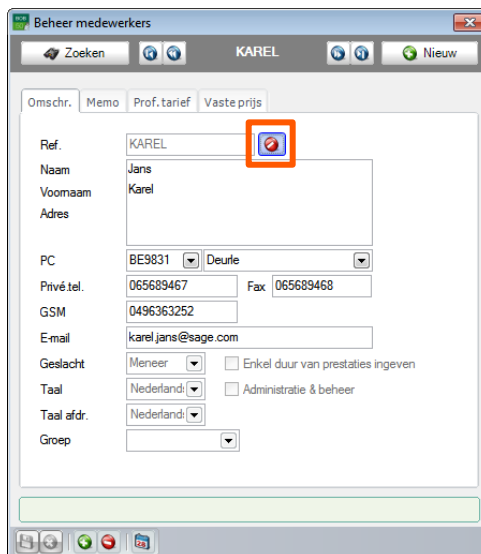 Beheer medewerkers
Zoeken KAREL Nieuw
Omschr. Memo Prof. tarief Vaste prijs
Ref. KAREL
Naam Jans
Voornaam Karel
Adres
PC BE9831 Deurle
Privé.tel. 065689467 Fax 065689468
GSM 0496363252
E-mail karel.jans@sage.com
Geslacht Meneer Enkel duur van prestaties ingeven
Taal Nederlands Administratie & beheer
Taal afdr. Nederlands
Groep